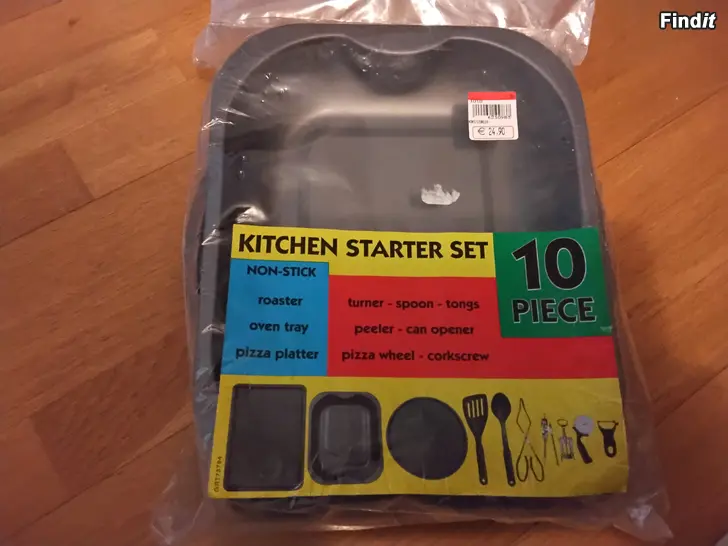 Findit
€ 24.90
KITCHEN STARTER SET
10
PIECE
NON-STICK
roaster
oven tray
pizza platter
turner - spoon - tongs
peeler - can opener
pizza wheel - corkscrew